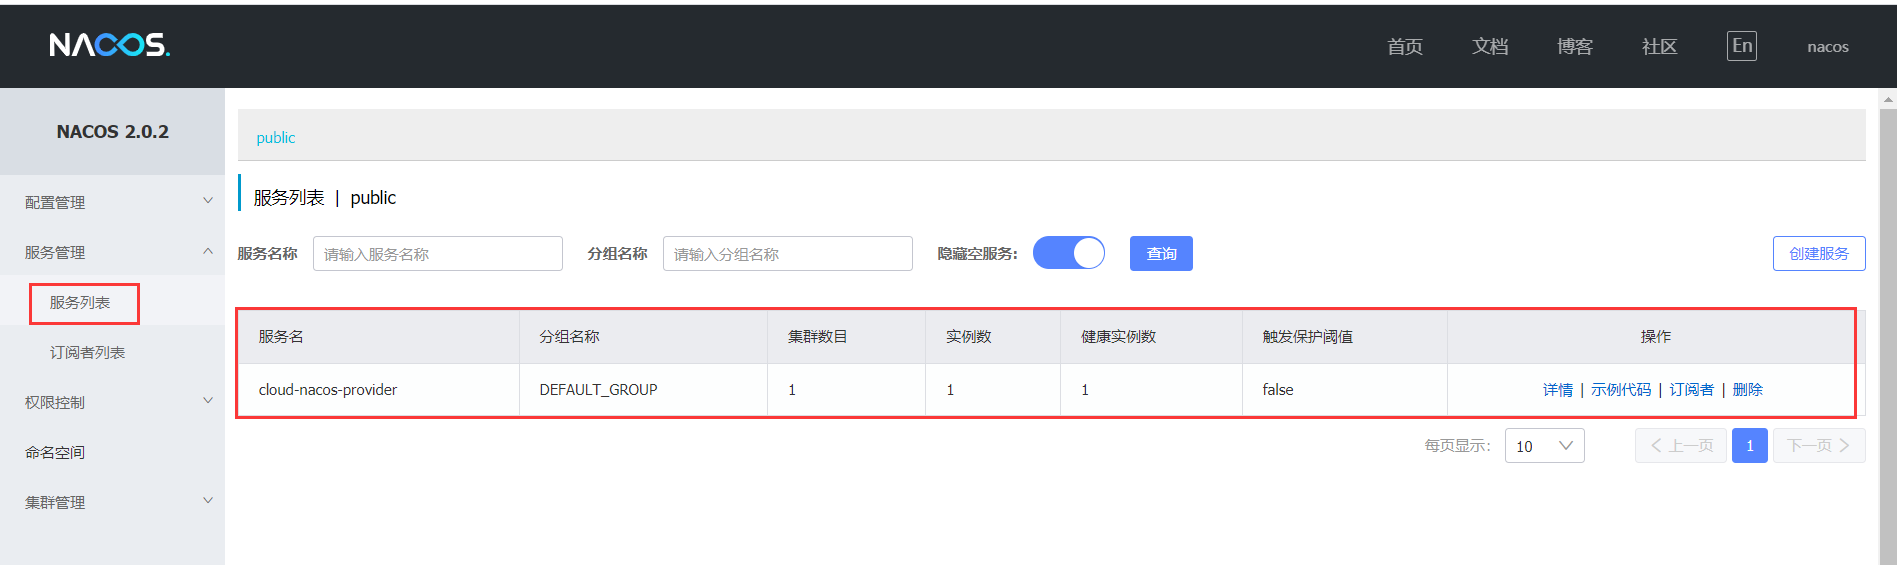 NACOS.
首页 文档 博客 社区 En nacos
NACOS 2.0.2
配置管理
服务管理
服务列表
订阅者列表
权限控制
命名空间
集群管理
public
服务列表 | public
服务名称 请输入服务名称 分组名称 请输入分组名称 隐藏空服务: 查询 创建服务
服务名 分组名称 集群数目 实例数 健康实例数 触发保护阈值 操作
cloud-nacos-provider DEFAULT_GROUP 1 1 1 false 详情 | 示例代码 | 订阅者 | 删除
每页显示: 10 上一页 1 下一页